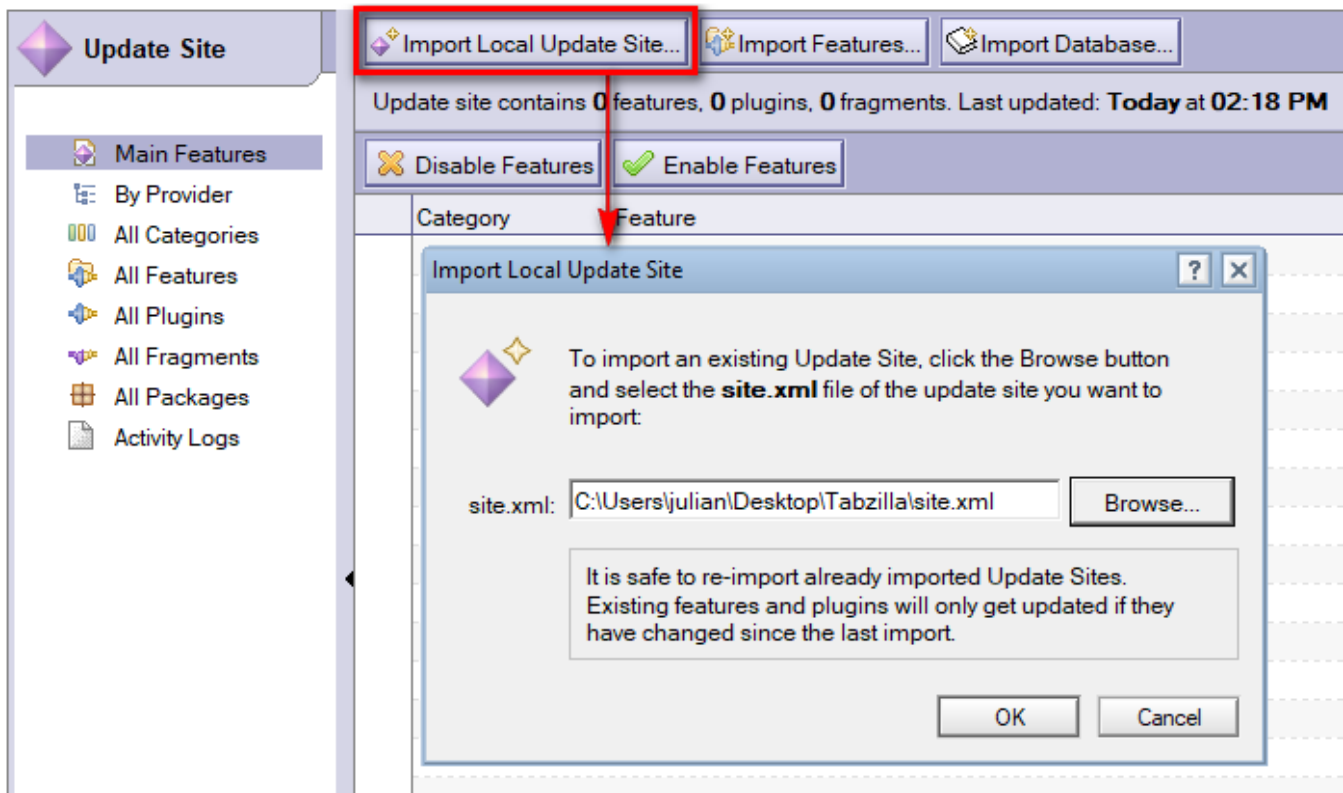 Update Site
Import Local Update Site...
Import Features...
Import Database...
Update site contains 0 features, 0 plugins, 0 fragments. Last updated: Today at 02:18 PM
Main Features
By Provider
All Categories
All Features
All Plugins
All Fragments
All Packages
Activity Logs
Disable Features
Enable Features
Category Feature
Import Local Update Site
?
To import an existing Update Site, click the Browse button
and select the site.xml file of the update site you want to
import:
site.xml: C:\Users\julian\Desktop\Tabzilla\site.xml Browse...
It is safe to re-import already imported Update Sites.
Existing features and plugins will only get updated if they
have changed since the last import.
OK Cancel